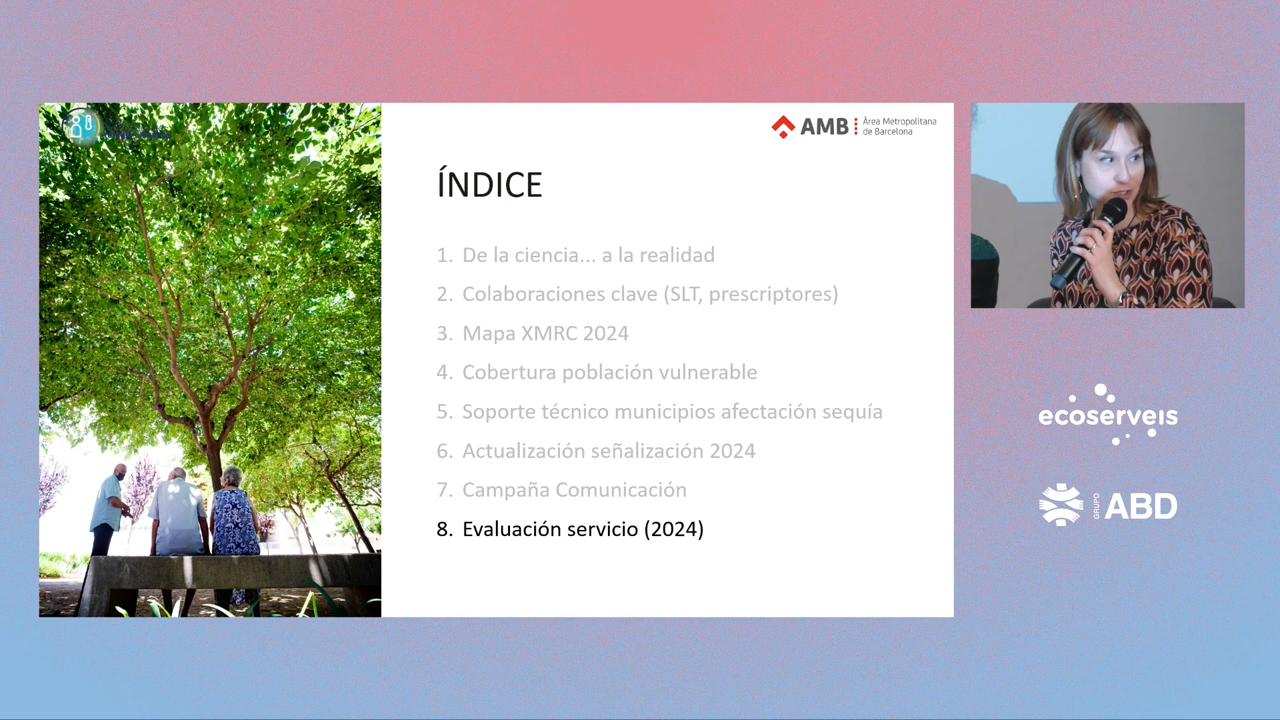 AMB
Àrea Metropolitana
de Barcelona
ÍNDICE
1. De la ciencia... a la realidad
2. Colaboraciones clave (SLT, prescriptores)
3. Mapa XMRC 2024
4. Cobertura población vulnerable
5. Soporte técnico municipios afectación sequía
6. Actualización señalización 2024
7. Campaña Comunicación
8. Evaluación servicio (2024)
ecoserveis
GRUPO
ABD